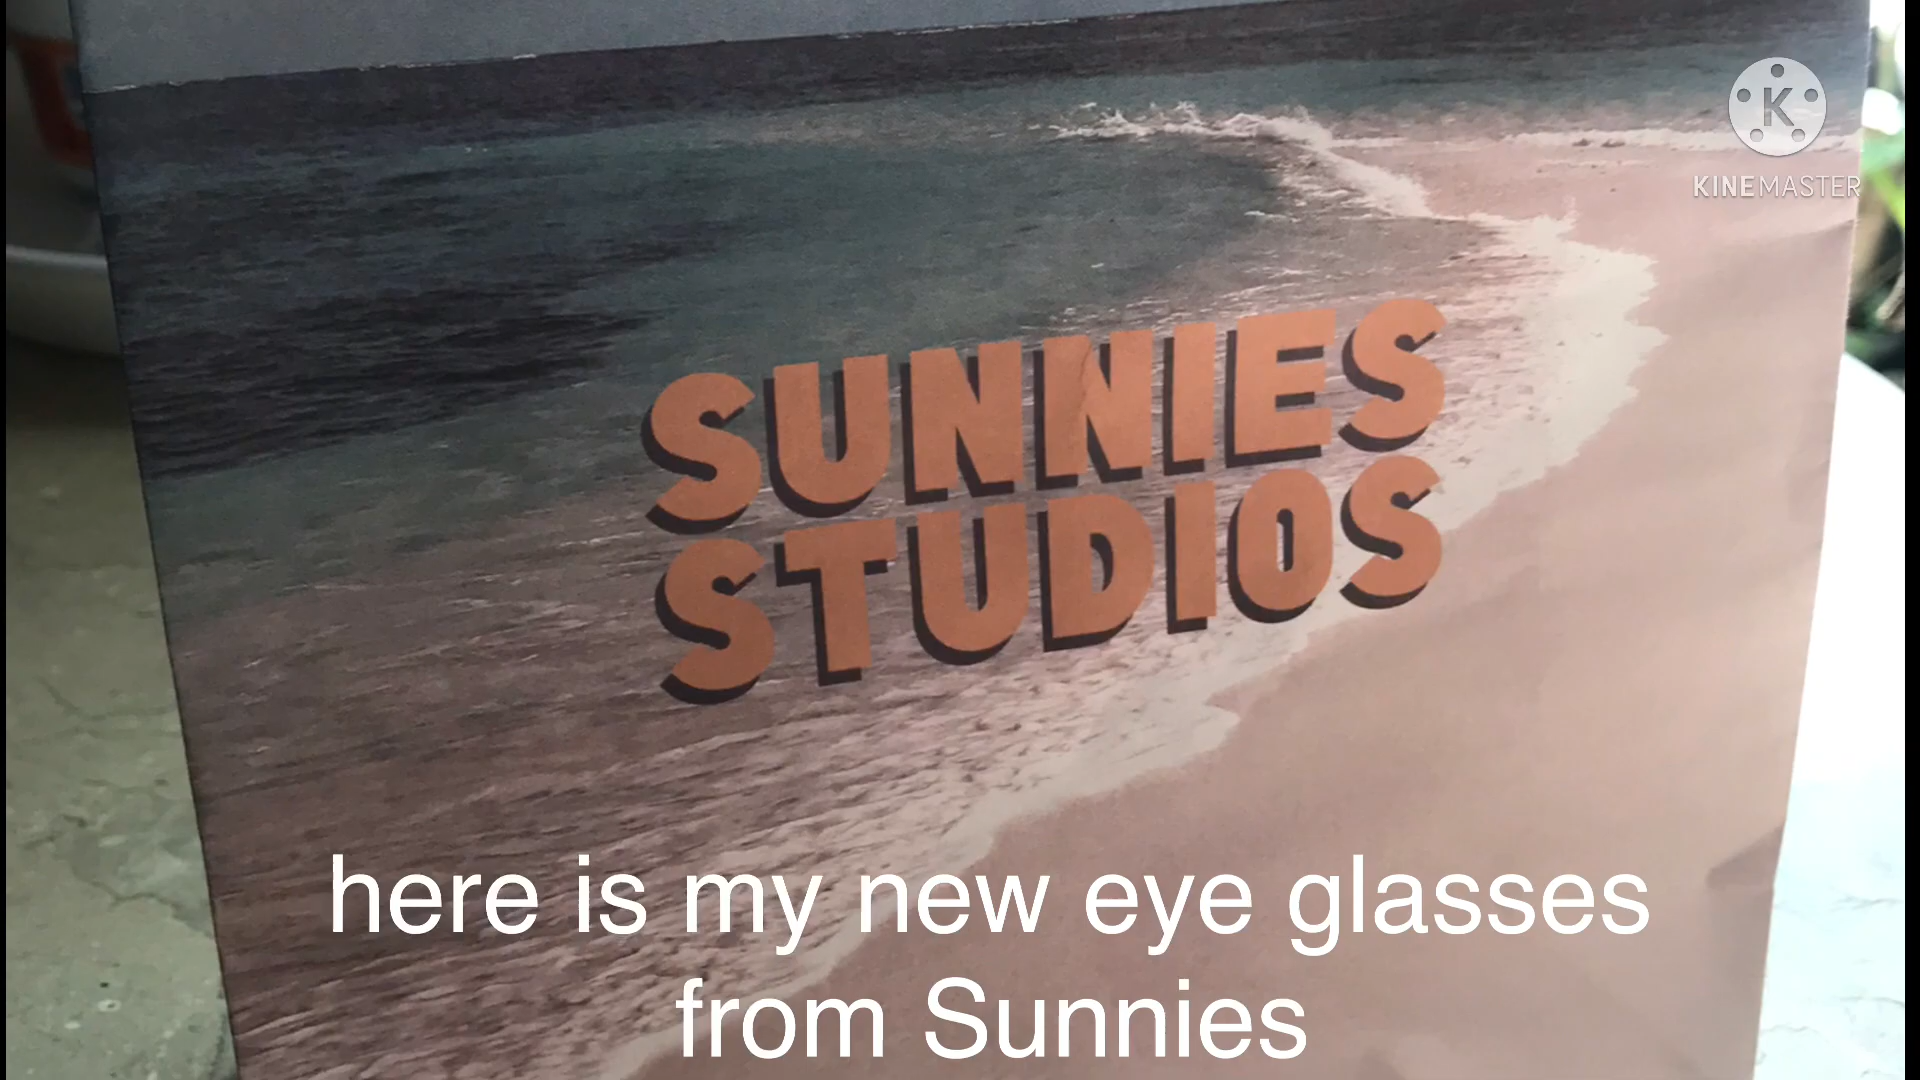 K
KINEMASTER
SUNNIES
STUDIOS
here is my new eye glasses
from Sunnies